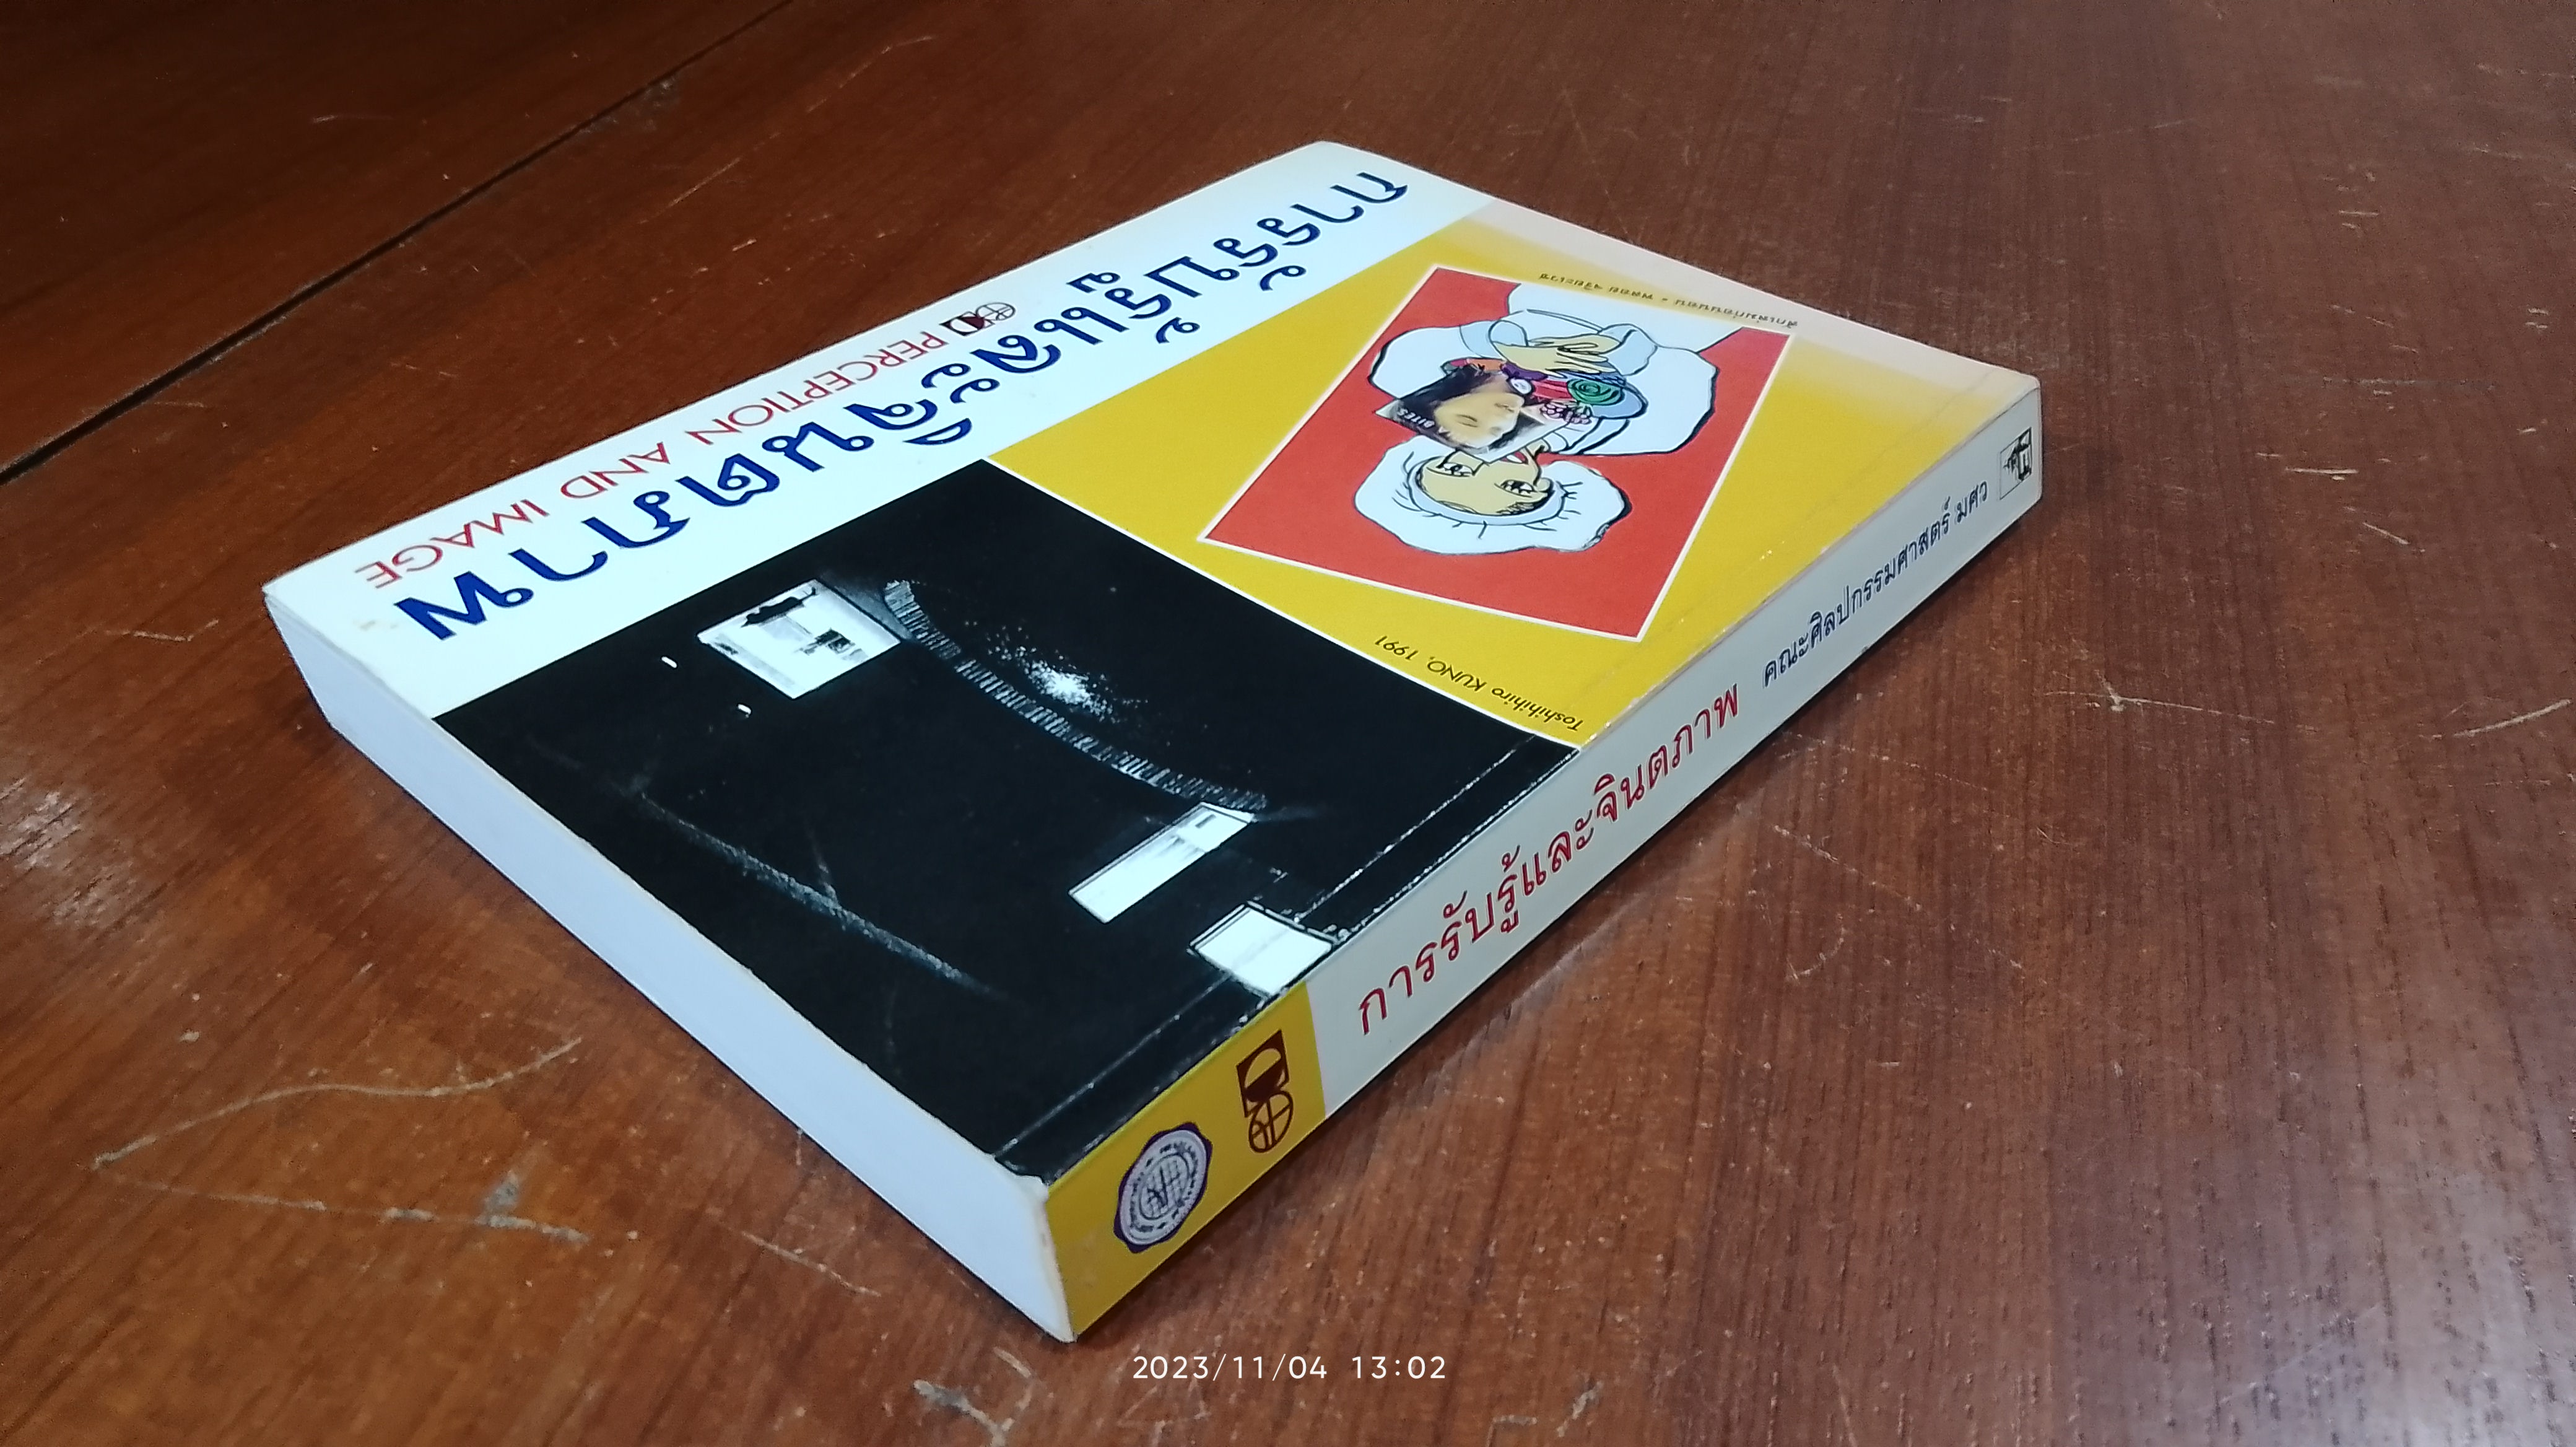 การรับรู้และจินตภาพ
PERCEPTION AND IMAGE
Toshihihiro KUNO, 1991
BITES
การรับรู้และจินตภาพ คณะศิลปกรรมศาสตร์ มศว
2023/11/04 13:02